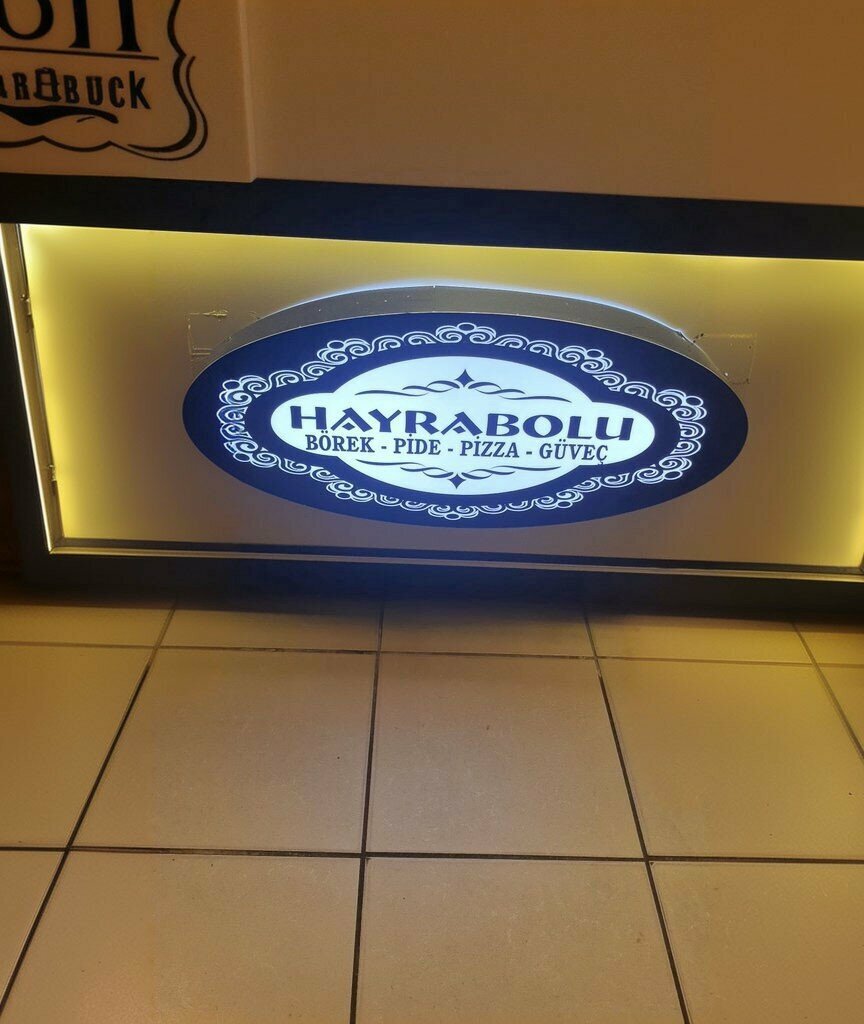 HAYRABOLU
BÖREK - PİDE - PİZZA - GÜVEÇ